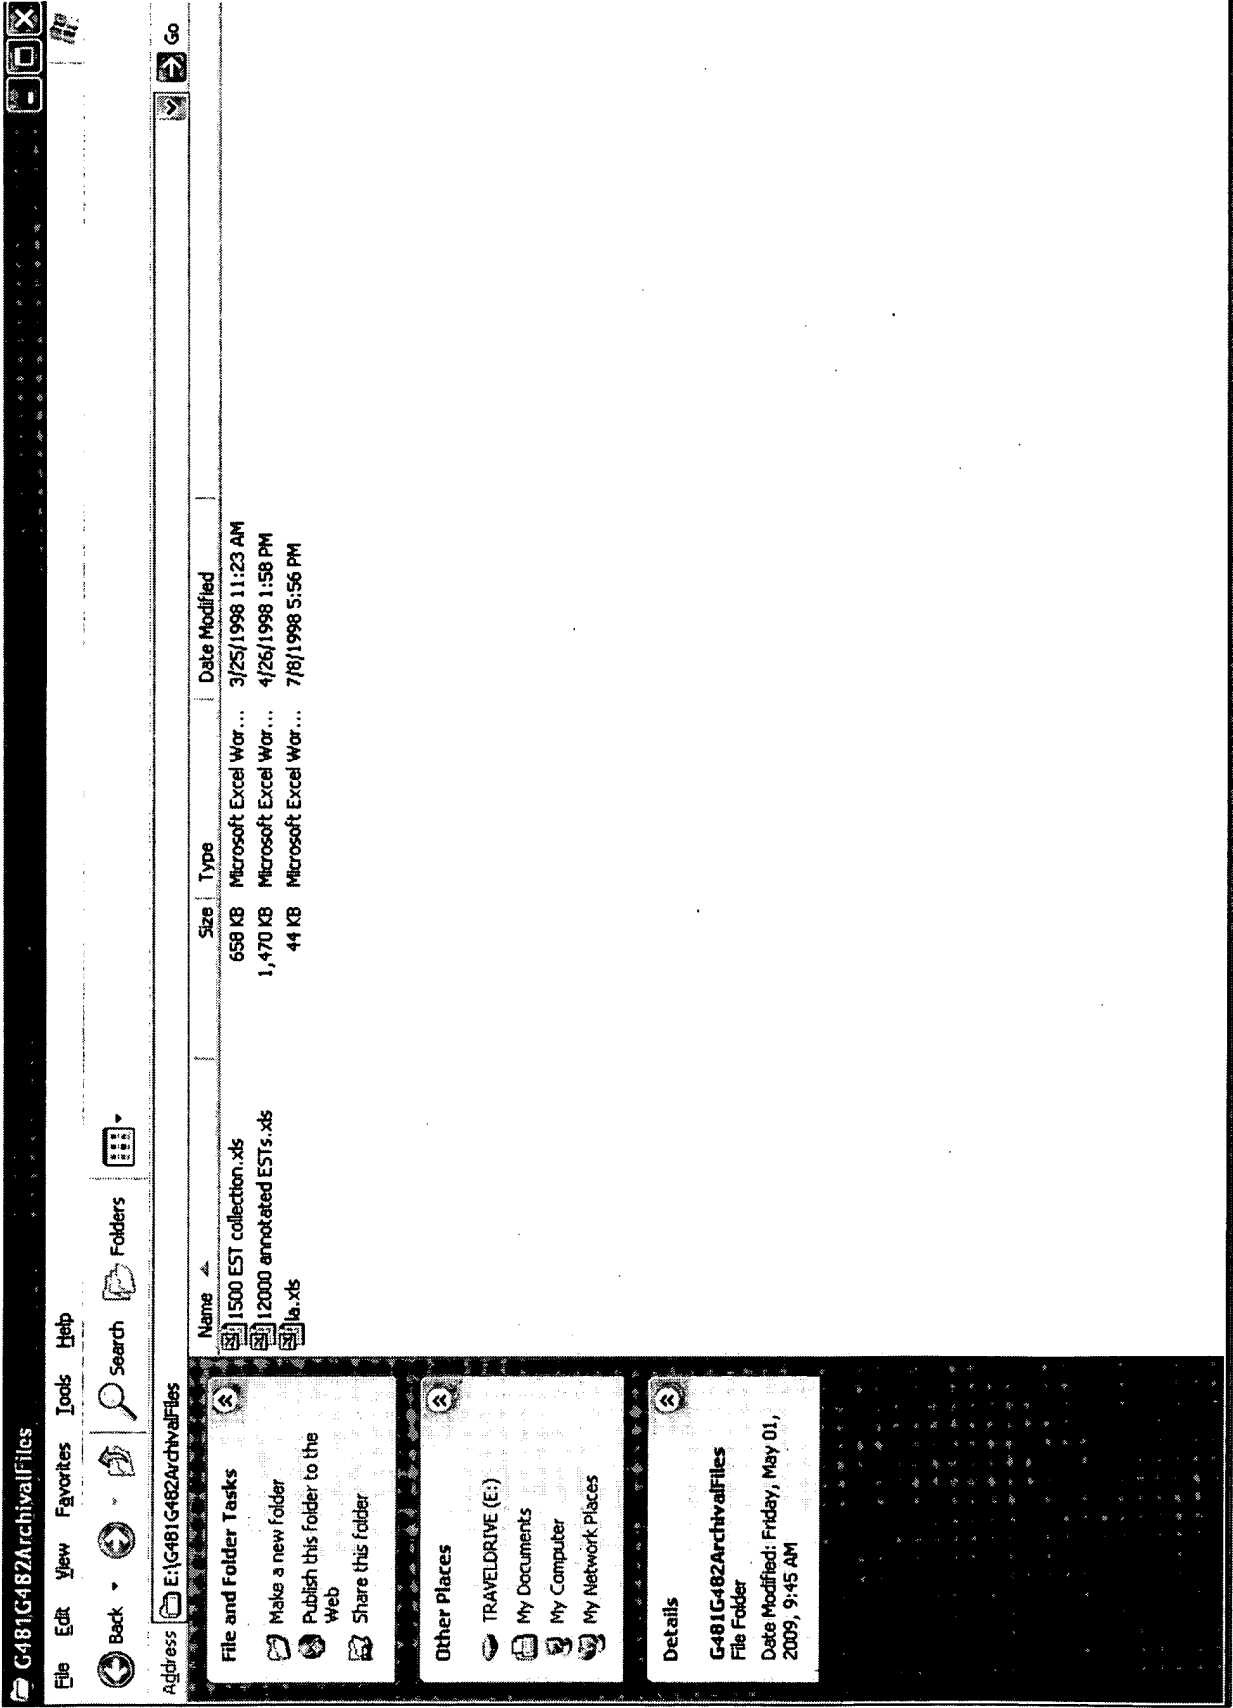 G481G482ArchivalFiles
File Edit View Favorites Tools Help
Back Search Folders
Address E:\G481G482ArchivalFiles Go
File and Folder Tasks
Make a new folder
Publish this folder to the
Web
Share this folder
Other Places
TRAVELDRIVE (E:)
My Documents
My Computer
My Network Places
Details
G481G482ArchivalFiles
File Folder
Date Modified: Friday, May 01,
2009, 9:45 AM
Name Size Type Date Modified
1500 EST collection.xls 658 KB Microsoft Excel Wor... 3/25/1998 11:23 AM
12000 annotated ESTs.xls 1,470 KB Microsoft Excel Wor... 4/26/1998 1:58 PM
la.xls 44 KB Microsoft Excel Wor... 7/8/1998 5:56 PM